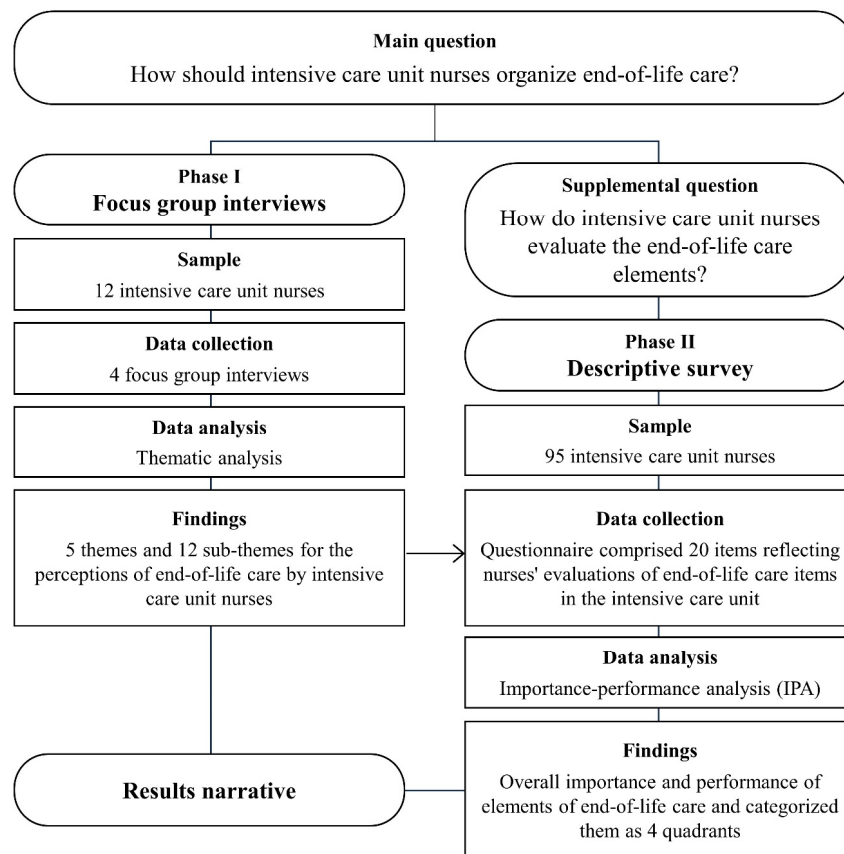 Main question
How should intensive care unit nurses organize end-of-life care?
Phase I
Focus group interviews
Sample
12 intensive care unit nurses
Data collection
4 focus group interviews
Data analysis
Thematic analysis
Findings
5 themes and 12 sub-themes for the
perceptions of end-of-life care by intensive
care unit nurses
Results narrative
Supplemental question
How do intensive care unit nurses
evaluate the end-of-life care
elements?
Phase II
Descriptive survey
Sample
95 intensive care unit nurses
Data collection
Questionnaire comprised 20 items reflecting
nurses' evaluations of end-of-life care items
in the intensive care unit
Data analysis
Importance-performance analysis (IPA)
Findings
Overall importance and performance of
elements of end-of-life care and categorized
them as 4 quadrants